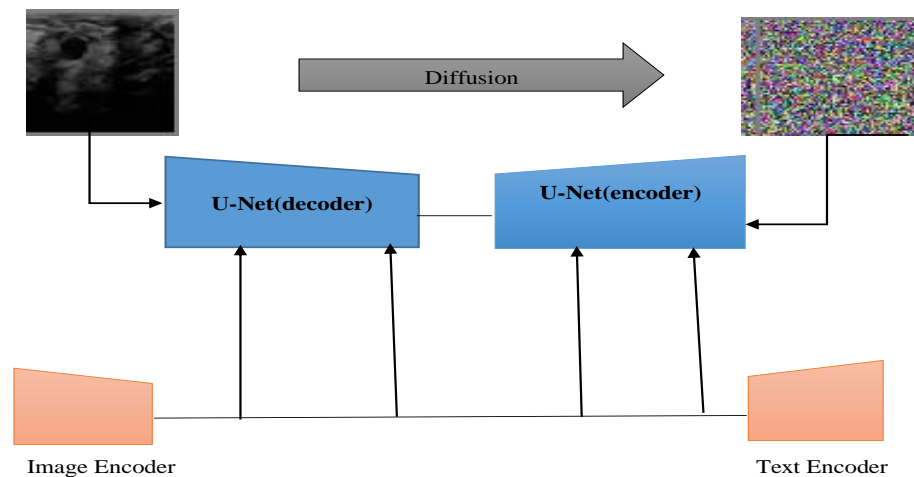 Diffusion
U-Net(decoder)
U-Net(encoder)
Image Encoder
Text Encoder